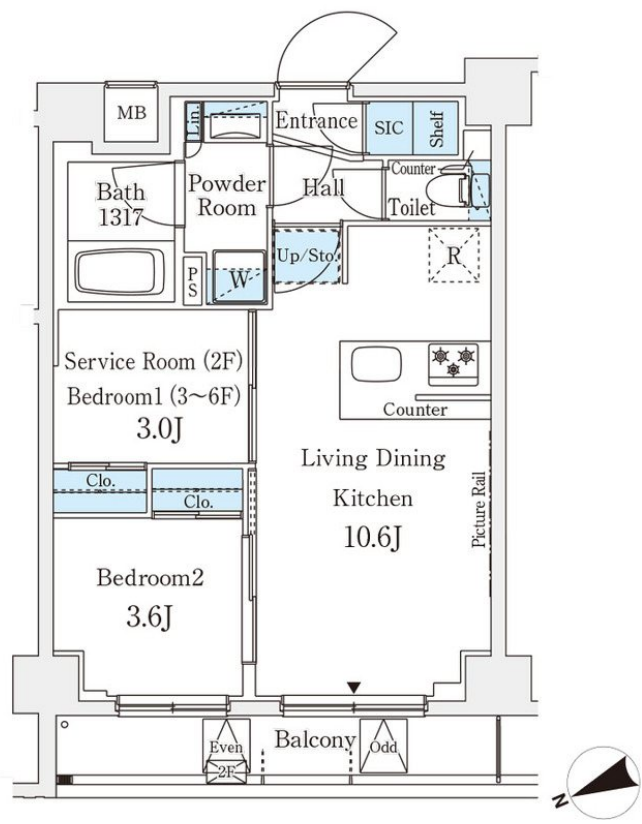 MB
Lin.
Entrance
SIC
Shelf
Bath
1317
Powder
Room
Hall
Counter
Toilet
Up/Sto.
R
PS
W
Service Room (2F)
Bedroom1 (3~6F)
3.0J
Counter
Living Dining
Kitchen
10.6J
Picture Rail
Clo.
Clo.
Bedroom2
3.6J
Even
2F
Balcony
Odd
N